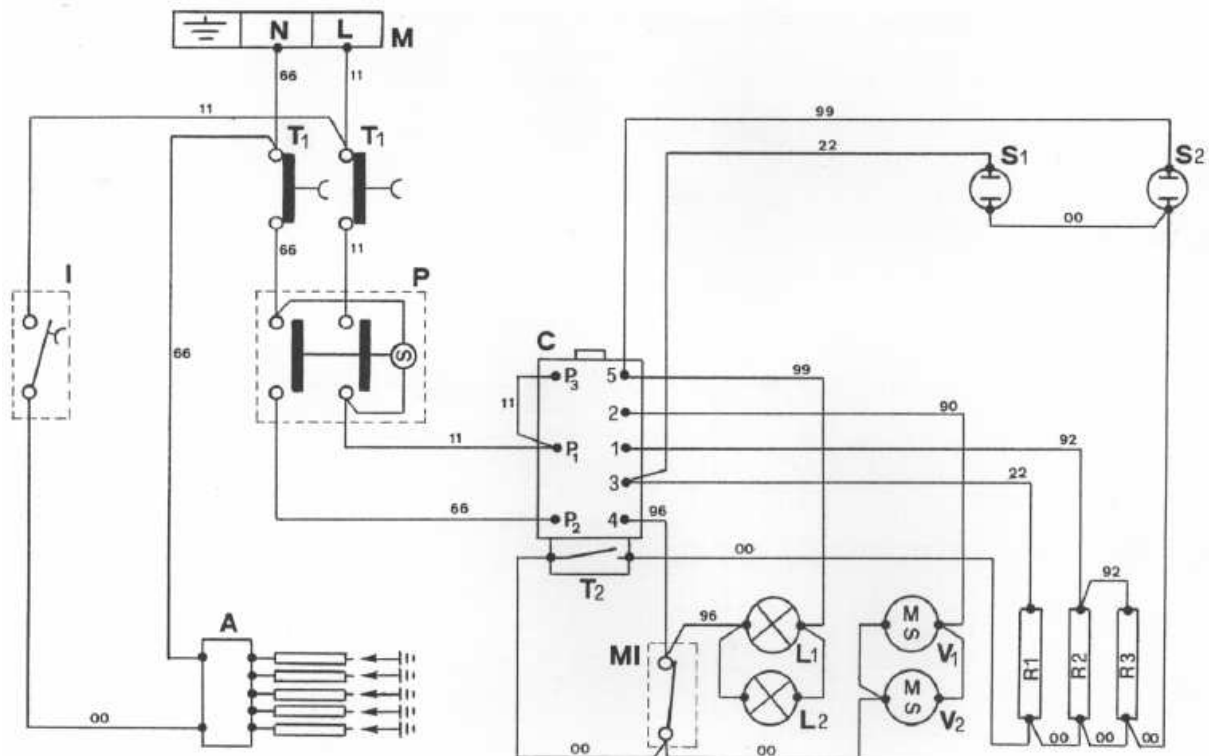 N L M
66 11
11
T1 T1
99
22
S1 S2
00
66 11
I P
S
66
C
P3 5 99
11
2 90
11 P1 1 92
3 22
66 P2 4 96
00
T2
92
96
A MI L1 M S V1 R1 R2 R3
L2 M S V2
00 00 00 00 00 00